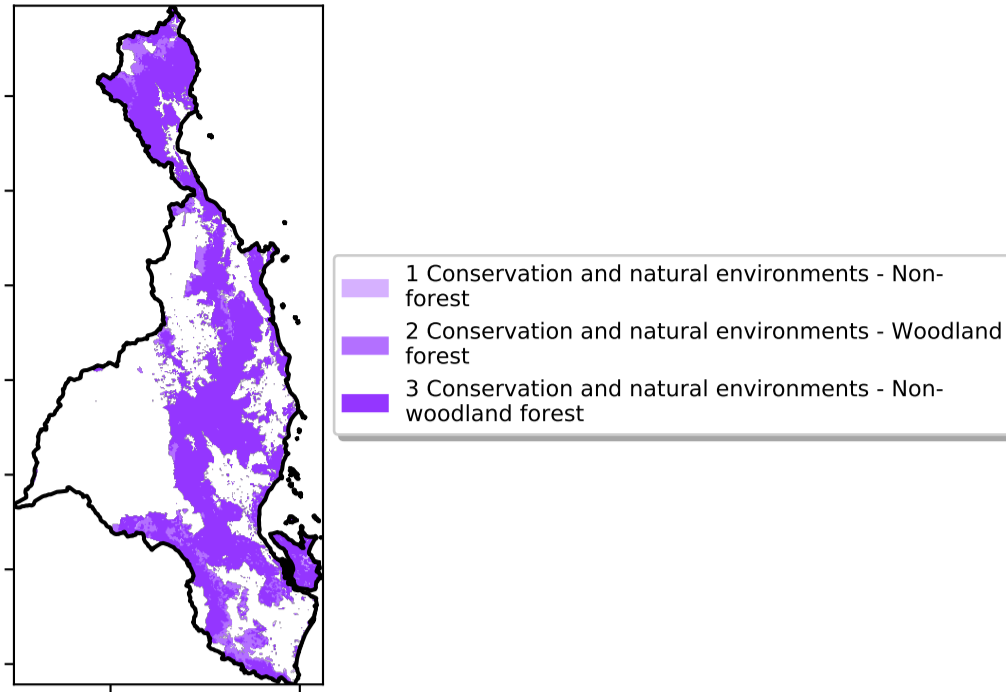 1 Conservation and natural environments - Non-
forest
2 Conservation and natural environments - Woodland
forest
3 Conservation and natural environments - Non-
woodland forest